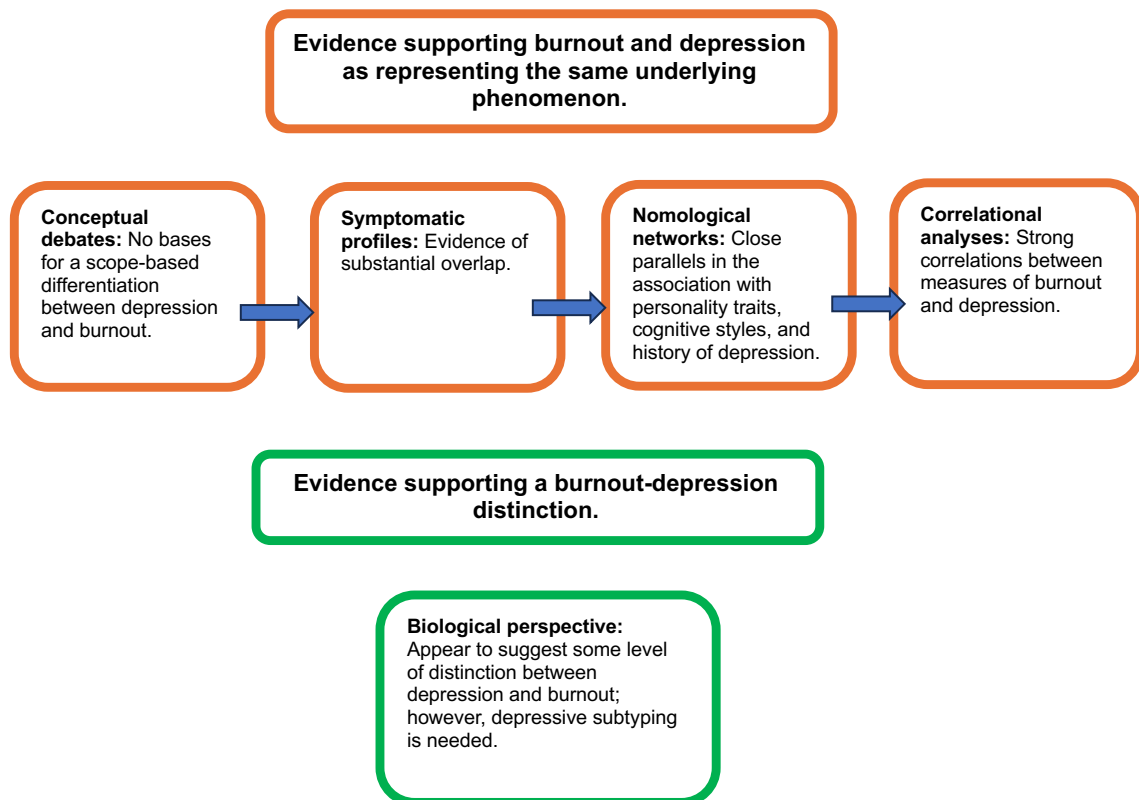 Evidence supporting burnout and depression
as representing the same underlying
phenomenon.
Conceptual
debates: No bases
for a scope-based
differentiation
between depression
and burnout.
Symptomatic
profiles: Evidence of
substantial overlap.
Nomological
networks: Close
parallels in the
association with
personality traits,
cognitive styles, and
history of depression.
Correlational
analyses: Strong
correlations between
measures of burnout
and depression.
Evidence supporting a burnout-depression
distinction.
Biological perspective:
Appear to suggest some level
of distinction between
depression and burnout;
however, depressive subtyping
is needed.